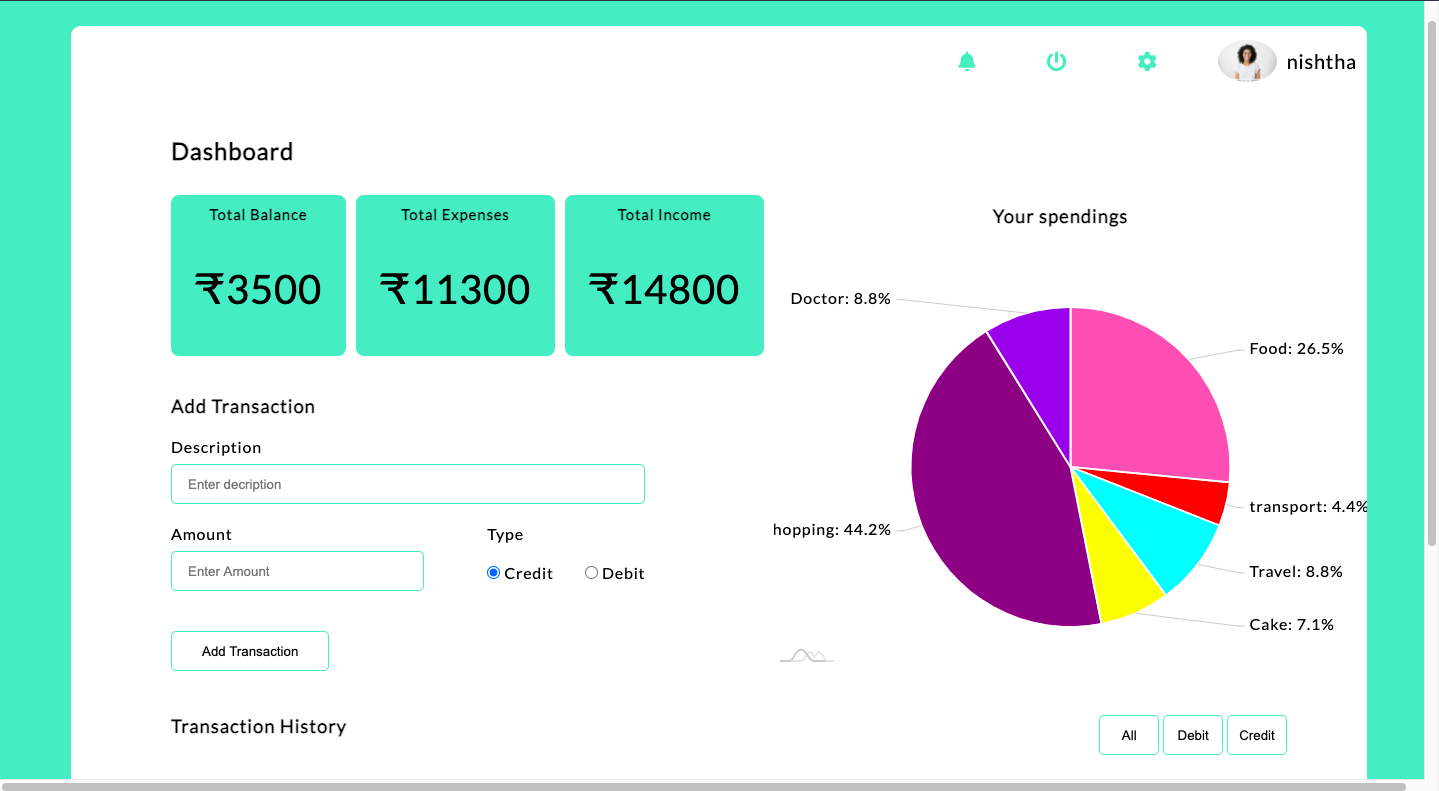 nishtha
Dashboard
Total Balance
₹3500
Total Expenses
₹11300
Total Income
₹14800
Your spendings
Doctor: 8.8%
Food: 26.5%
transport: 4.4%
hopping: 44.2%
Travel: 8.8%
Cake: 7.1%
Add Transaction
Description
Enter decription
Amount
Type
Enter Amount
Credit
Debit
Add Transaction
Transaction History
All
Debit
Credit